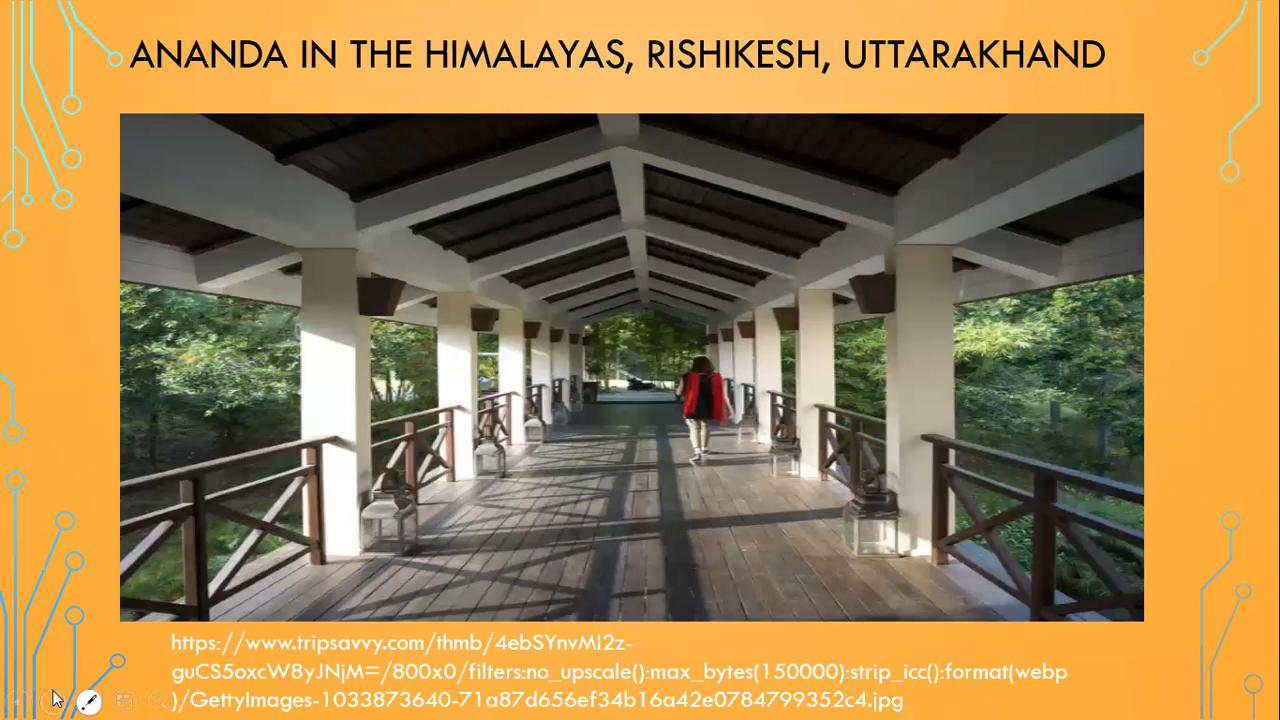 ANANDA IN THE HIMALAYAS, RISHIKESH, UTTARAKHAND
https://www.tripsavvy.com/thmb/4ebSYnvMI2z-
guCS5oxcW8yJNjM=/800x0/filters:no_upscale():max_bytes(150000):strip_icc():format(webp
)/GettyImages-1033873640-71a87d656ef34b16a42e0784799352c4.jpg